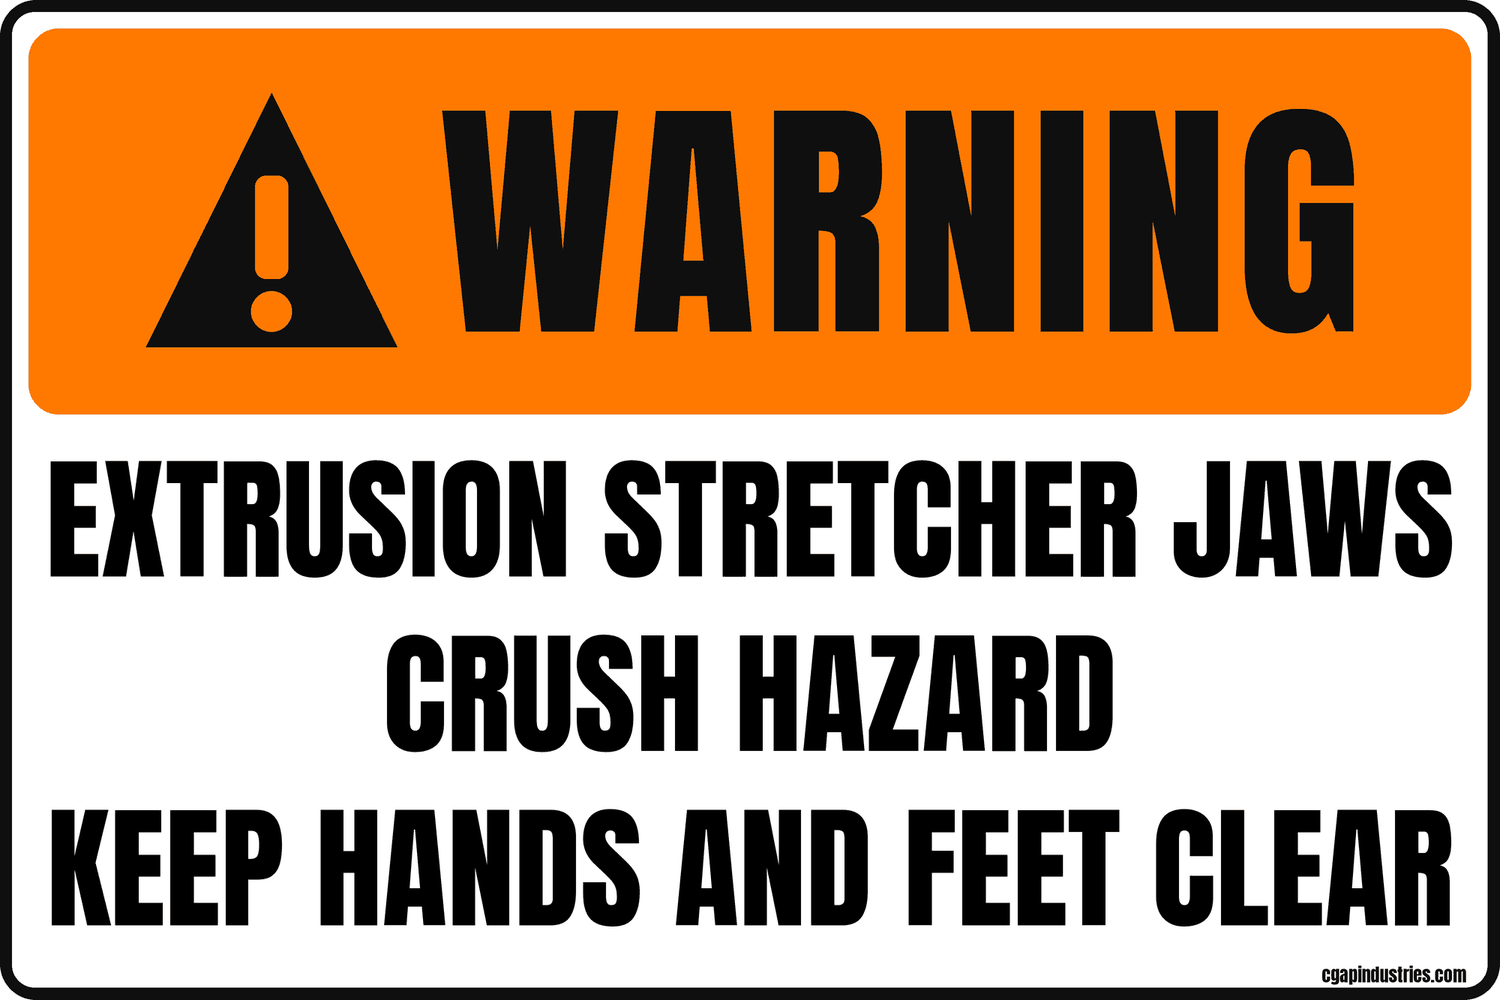 WARNING
EXTRUSION STRETCHER JAWS
CRUSH HAZARD
KEEP HANDS AND FEET CLEAR
cgapindustries.com